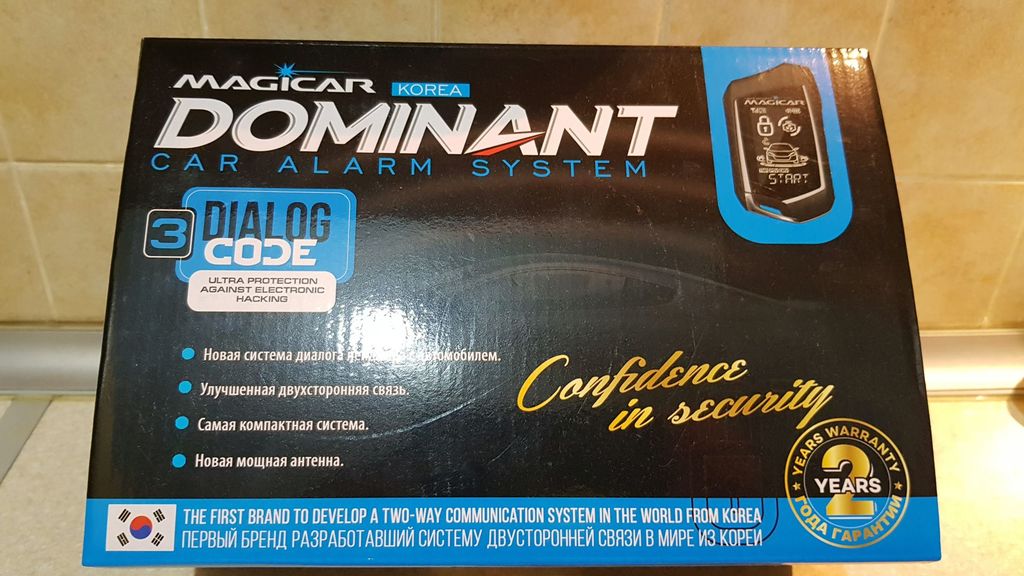 MAGICAR KOREA
DOMINANT
CAR ALARM SYSTEM
MAGICAR
START
3 DIALOG
CODE
ULTRA PROTECTION
AGAINST ELECTRONIC
HACKING
Новая система диалога автомобилем.
Улучшенная двухсторонняя связь.
Самая компактная система.
Новая мощная антенна.
Confidence
in security
YEARS WARRANTY
2
YEARS
ГОДА ГАРАНТИИ
THE FIRST BRAND TO DEVELOP A TWO-WAY COMMUNICATION SYSTEM IN THE WORLD FROM KOREA
ПЕРВЫЙ БРЕНД РАЗРАБОТАВШИЙ СИСТЕМУ ДВУСТОРОННЕЙ СВЯЗИ В МИРЕ ИЗ КОРЕИ